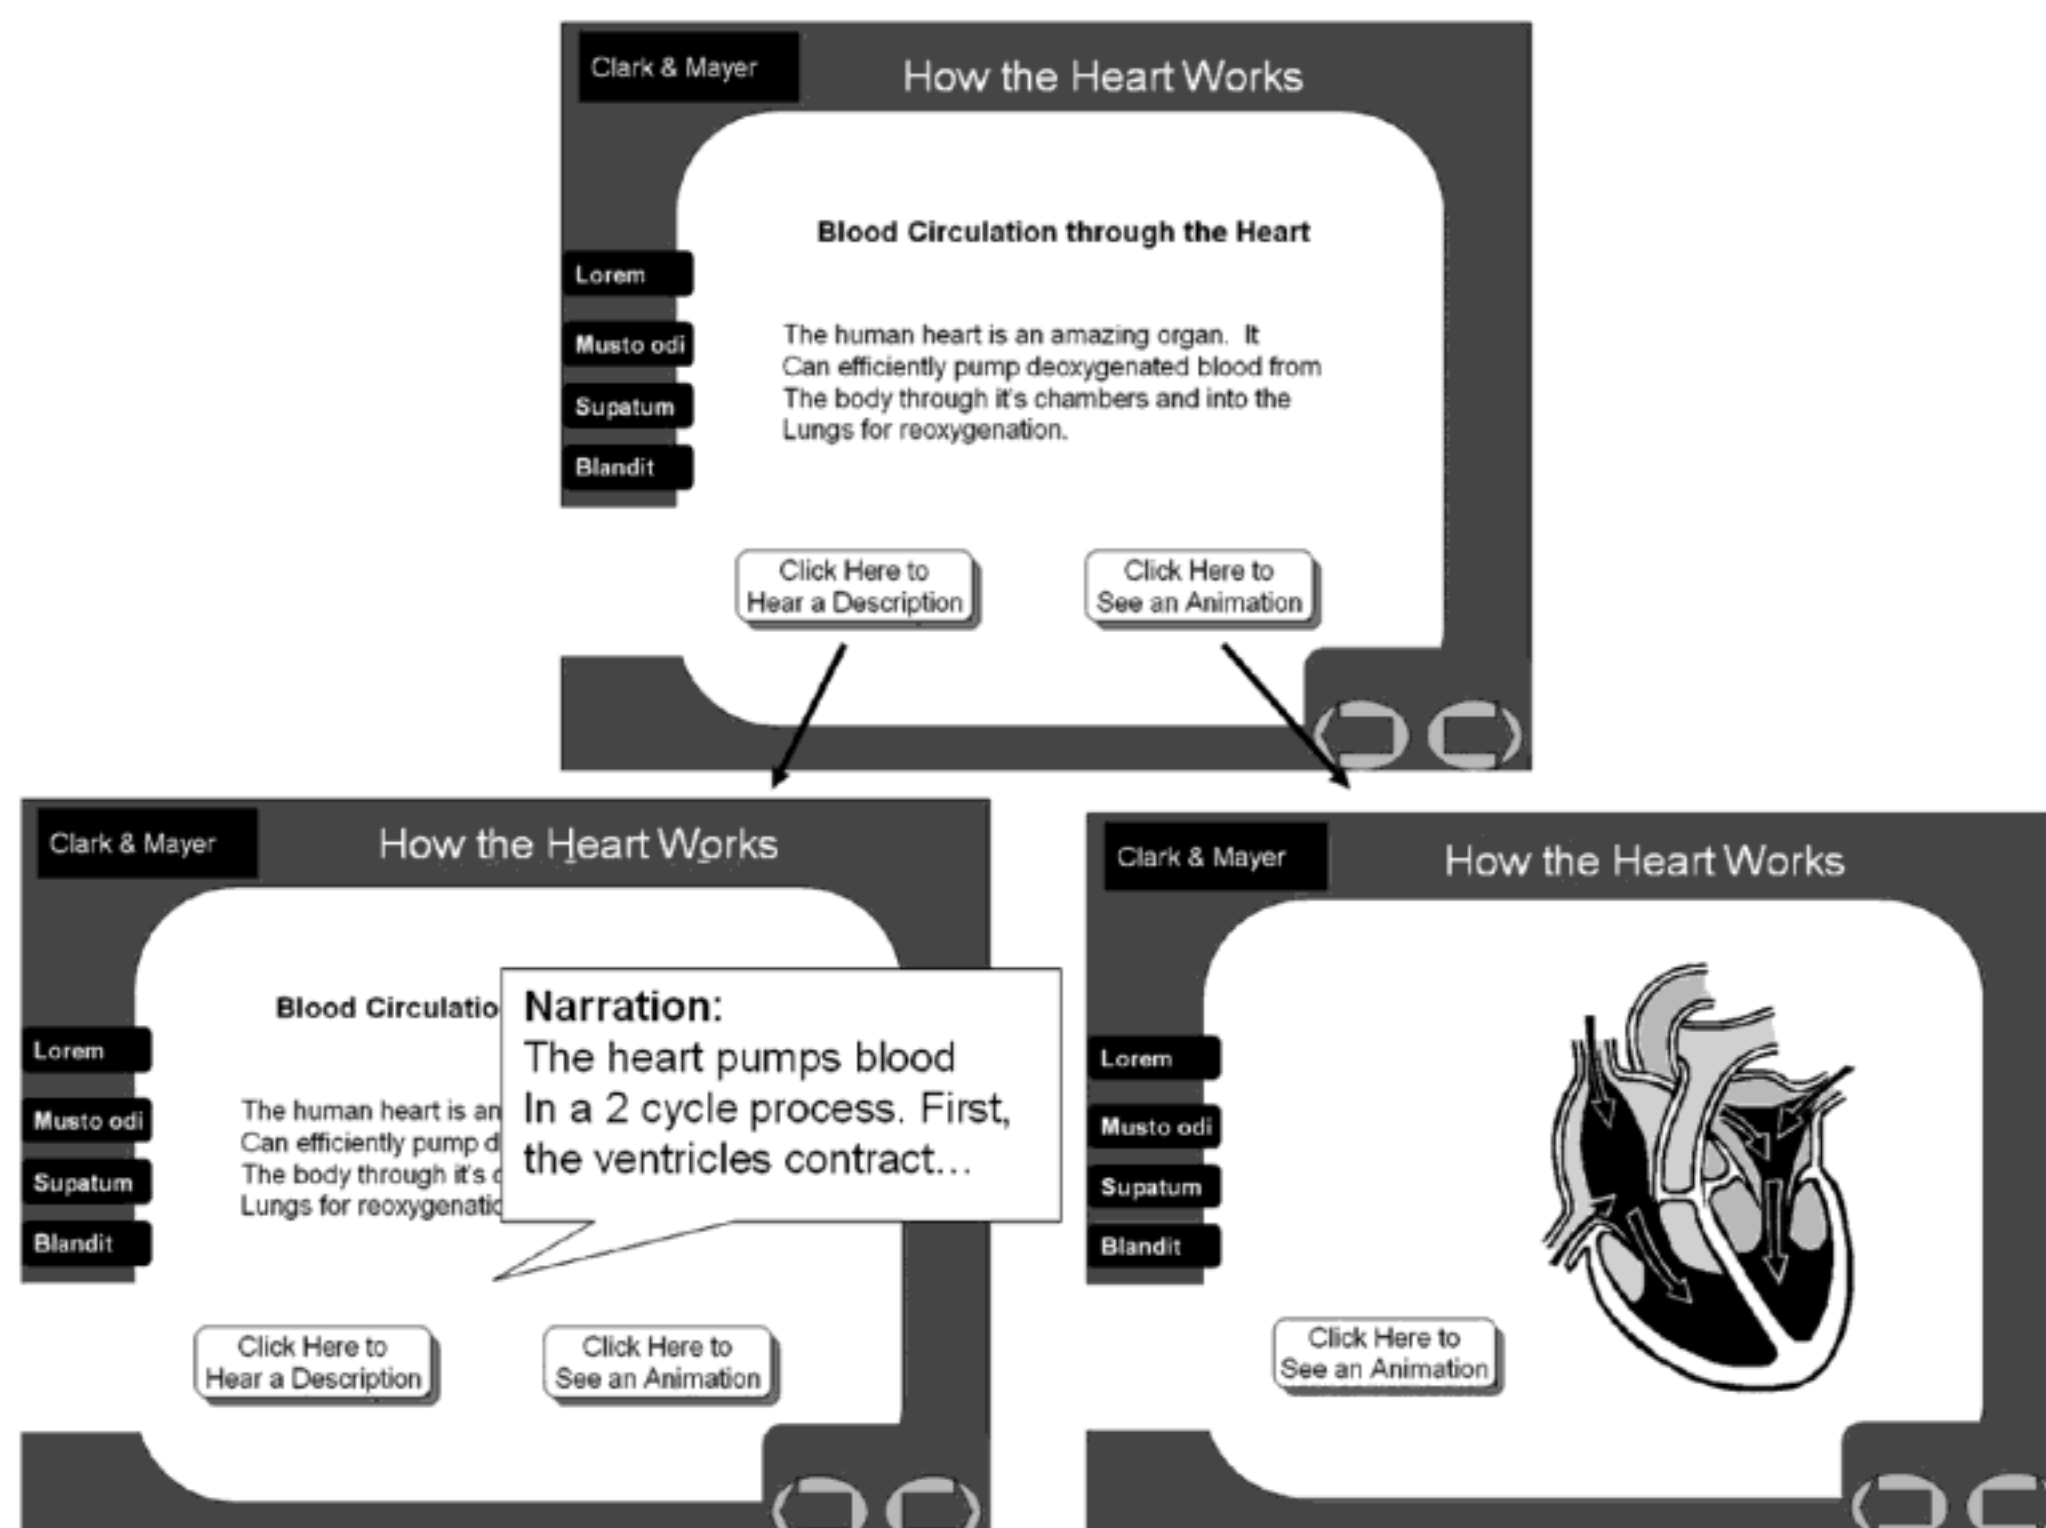 Clark & Mayer
How the Heart Works
Blood Circulation through the Heart
Lorem
Musto odi
Supatum
Blandit
The human heart is an amazing organ. It
Can efficiently pump deoxygenated blood from
The body through it's chambers and into the
Lungs for reoxygenation.
Click Here to
Hear a Description
Click Here to
See an Animation
Clark & Mayer
How the Heart Works
Blood Circulatio
Lorem
Musto odi
Supatum
Blandit
The human heart is an
Can efficiently pump d
The body through it's c
Lungs for reoxygenatic
Narration:
The heart pumps blood
In a 2 cycle process. First,
the ventricles contract...
Click Here to
Hear a Description
Click Here to
See an Animation
Clark & Mayer
How the Heart Works
Lorem
Musto odi
Supatum
Blandit
Click Here to
See an Animation